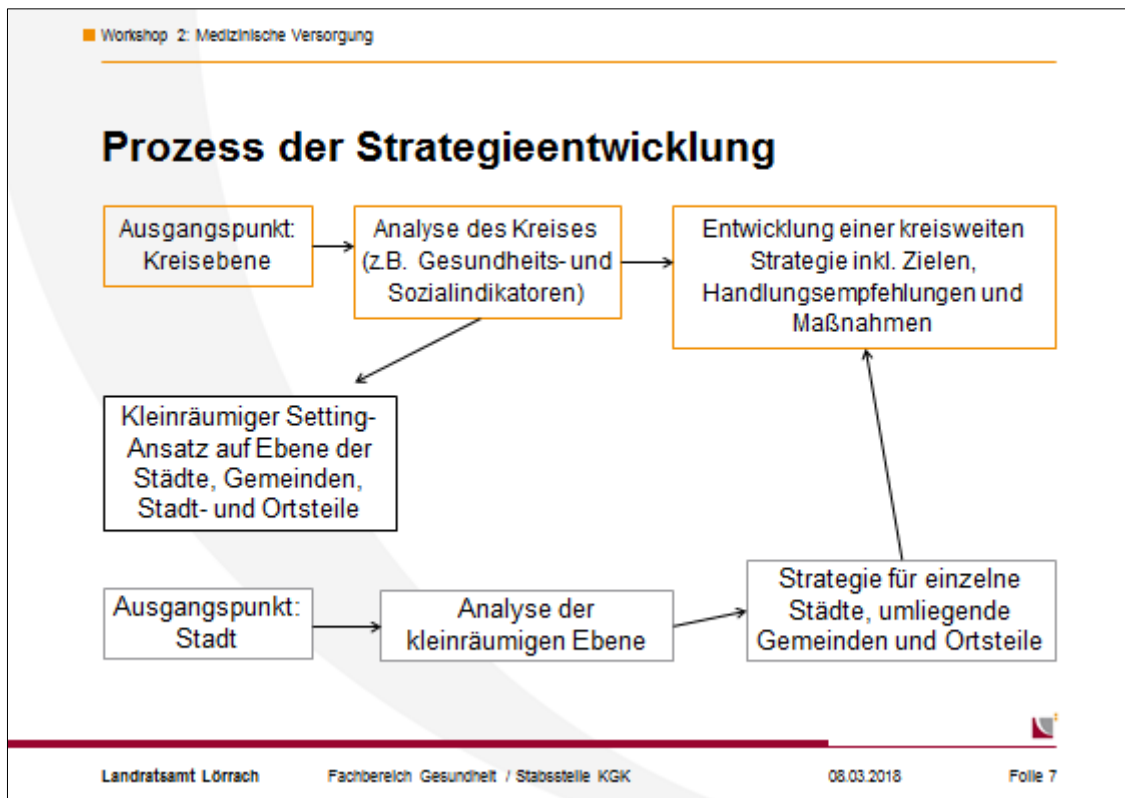 Workshop 2: Medizinische Versorgung
Prozess der Strategieentwicklung
Ausgangspunkt:
Kreisebene
Analyse des Kreises
(z.B. Gesundheits- und
Sozialindikatoren)
Entwicklung einer kreisweiten
Strategie inkl. Zielen,
Handlungsempfehlungen und
Maßnahmen
Kleinräumiger Setting-
Ansatz auf Ebene der
Städte, Gemeinden,
Stadt- und Ortsteile
Ausgangspunkt:
Stadt
Analyse der
kleinräumigen Ebene
Strategie für einzelne
Städte, umliegende
Gemeinden und Ortsteile
Landratsamt Lörrach Fachbereich Gesundheit / Stabsstelle KGK 08.03.2018 Folie 7